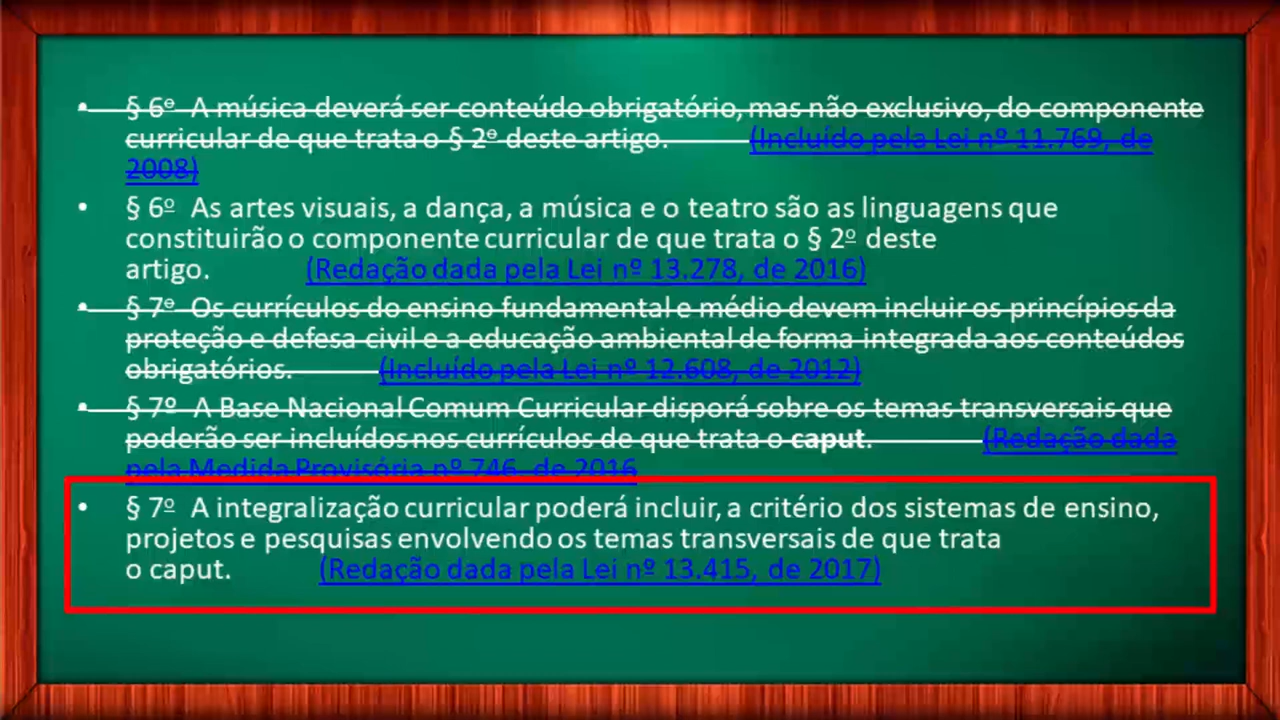 • § 6º A música deverá ser conteúdo obrigatório, mas não exclusivo, do componente
curricular de que trata o § 2º deste artigo. (Incluído pela Lei nº 11.769, de
2008)
• § 6º As artes visuais, a dança, a música e o teatro são as linguagens que
constituirão o componente curricular de que trata o § 2º deste
artigo. (Redação dada pela Lei nº 13.278, de 2016)
• § 7º Os currículos do ensino fundamental e médio devem incluir os princípios da
proteção e defesa civil e a educação ambiental de forma integrada aos conteúdos
obrigatórios. (Incluído pela Lei nº 12.608, de 2012)
• § 7º A Base Nacional Comum Curricular disporá sobre os temas transversais que
poderão ser incluídos nos currículos de que trata o caput. (Redação dada
pela Medida Provisória nº 746, de 2016
• § 7º A integralização curricular poderá incluir, a critério dos sistemas de ensino,
projetos e pesquisas envolvendo os temas transversais de que trata
o caput. (Redação dada pela Lei nº 13.415, de 2017)